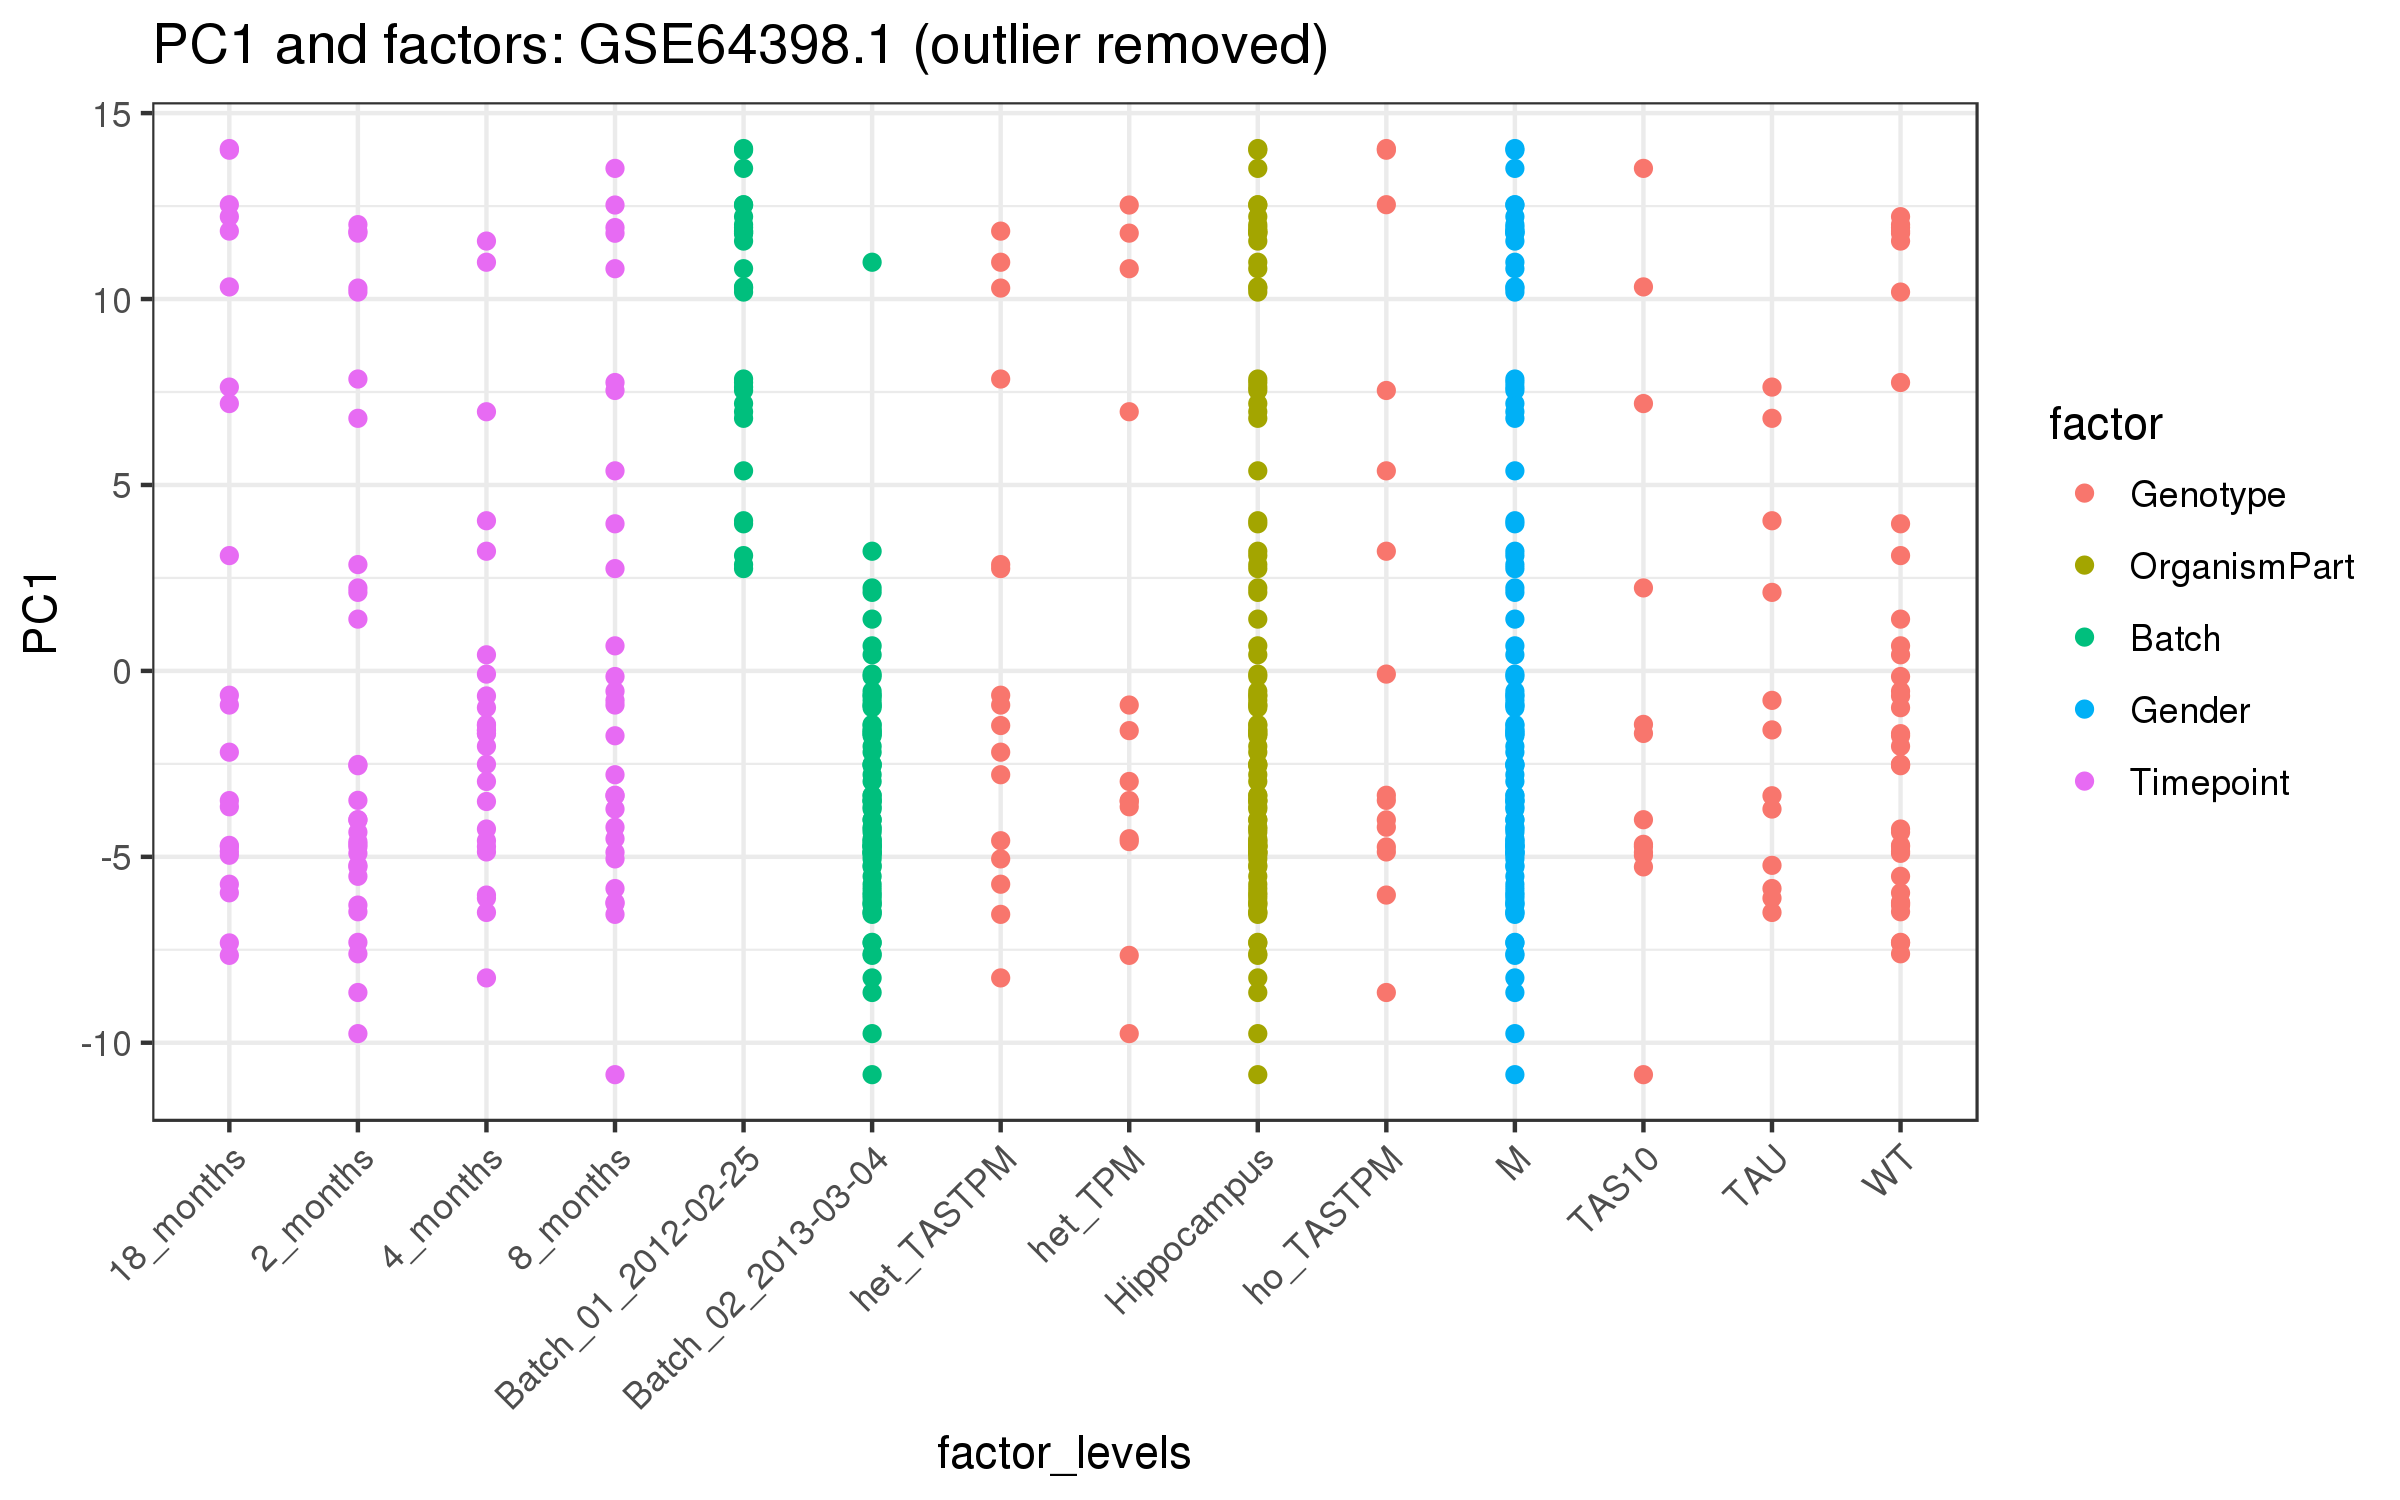 PC1 and factors: GSE64398.1 (outlier removed)
15
10
5
0
-5
-10
PC1
18_months
2_months
4_months
8_months
Batch_01_2012-02-25
Batch_02_2013-03-04
het_TASTPM
het_TPM
Hippocampus
ho_TASTPM
M
TAS10
TAU
WT
factor_levels
factor
Genotype
OrganismPart
Batch
Gender
Timepoint